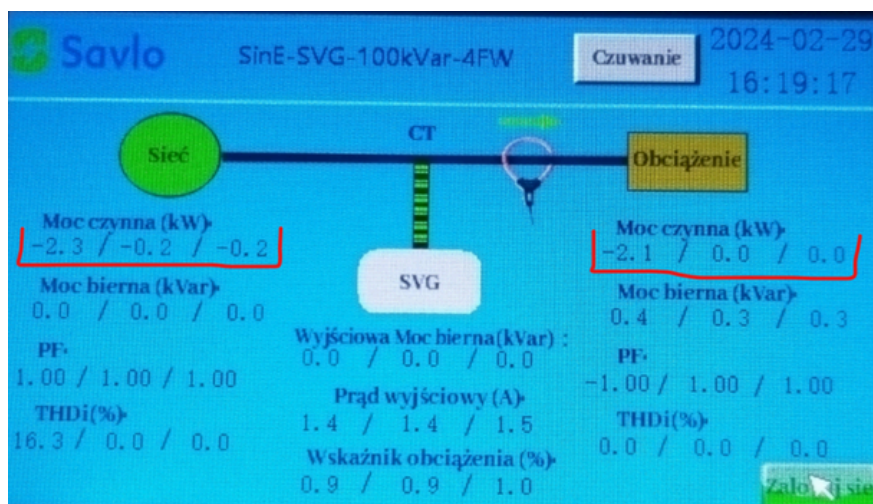 Savlo
SinE-SVG-100kVar-4FW
Czuwanie
2024-02-29
16:19:17
Sieć
CT
Obciążenie
Moc czynna (kW)
-2.3 / -0.2 / -0.2
Moc bierna (kVar)
0.0 / 0.0 / 0.0
PF
1.00 / 1.00 / 1.00
THDi(%)
16.3 / 0.0 / 0.0
SVG
Wyjściowa Moc bierna(kVar) :
0.0 / 0.0 / 0.0
Prąd wyjściowy (A)
1.4 / 1.4 / 1.5
Wskaźnik obciążenia (%)
0.9 / 0.9 / 1.0
Moc czynna (kW)
-2.1 / 0.0 / 0.0
Moc bierna (kVar)
0.4 / 0.3 / 0.3
PF
-1.00 / 1.00 / 1.00
THDi(%)
0.0 / 0.0 / 0.0